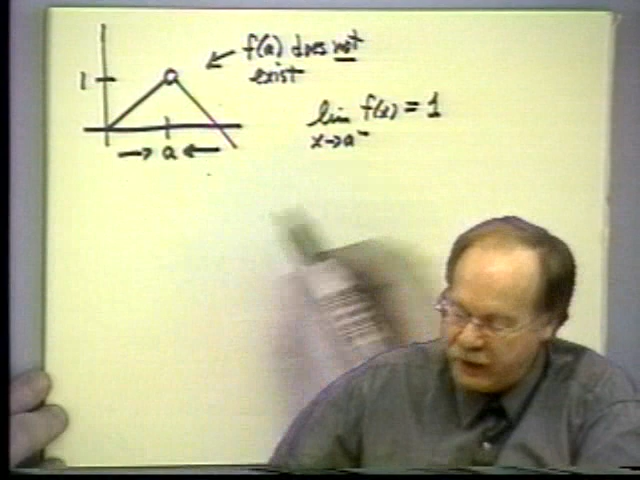 f(a) does not
exist
1
lim f(x) = 1
x→a⁻
→ a ←